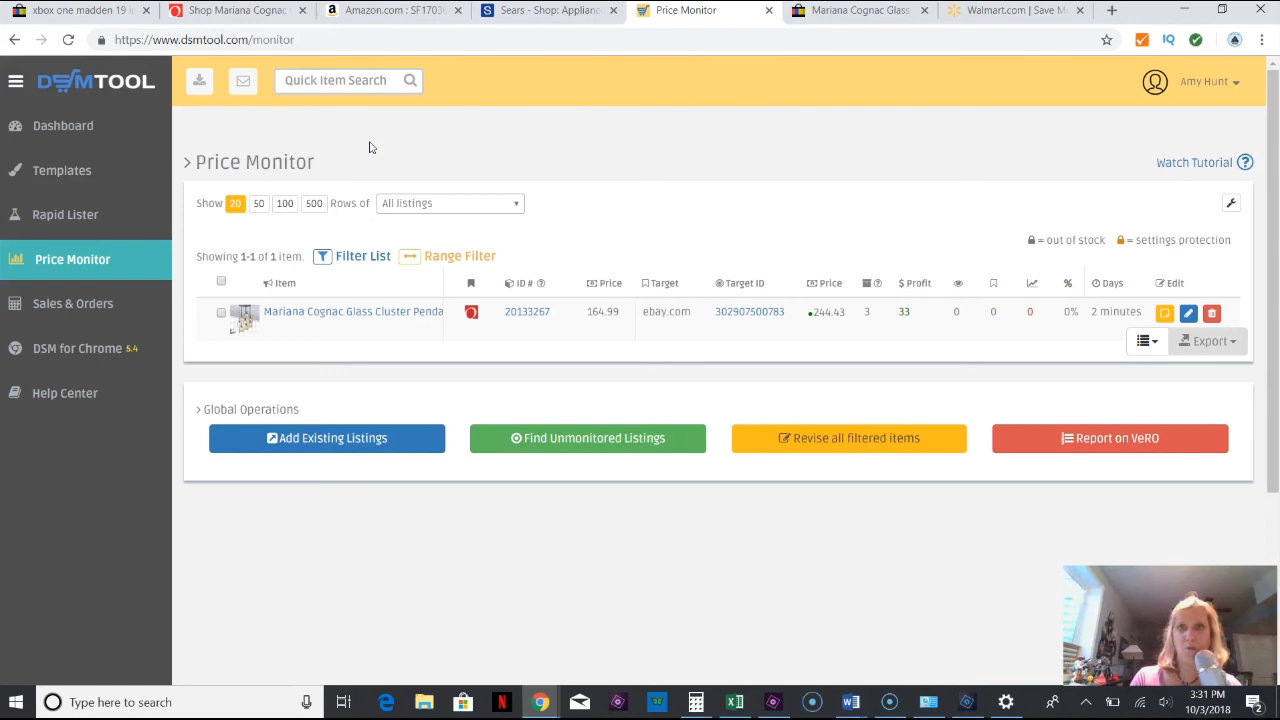 xbox one madden 19 i
Shop Mariana Cognac
Amazon.com : SF1703
Sears - Shop: Applianc
Price Monitor
Mariana Cognac Glass
Walmart.com | Save M
https://www.dsmtool.com/monitor
IQ
DSMTOOL
Quick Item Search
Amy Hunt
Dashboard
Templates
Rapid Lister
Price Monitor
Sales & Orders
DSM for Chrome 5.4
Help Center
> Price Monitor
Watch Tutorial ?
Show 20 50 100 500 Rows of All listings
= out of stock = settings protection
Showing 1-1 of 1 item. Filter List Range Filter
Item ID # ? Price Target Target ID Price ? $ Profit % Days Edit
Mariana Cognac Glass Cluster Penda 20133267 164.99 ebay.com 302907500783 244.43 3 33 0 0 0 0% 2 minutes
Export
> Global Operations
Add Existing Listings
Find Unmonitored Listings
Revise all filtered items
Report on VeRO
Type here to search
3:31 PM
10/3/2018
2